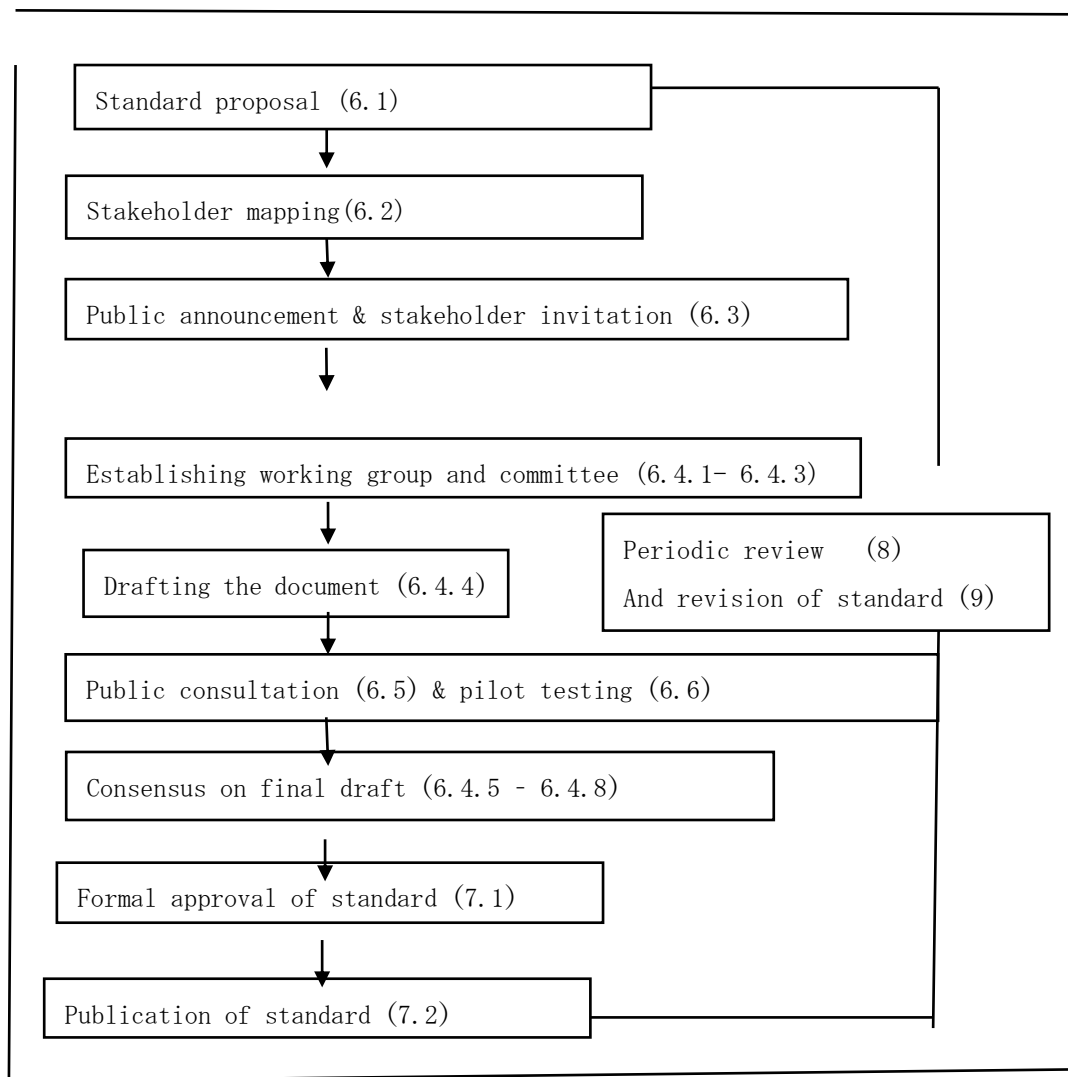 Standard proposal (6.1)
Stakeholder mapping(6.2)
Public announcement & stakeholder invitation (6.3)
Establishing working group and committee (6.4.1- 6.4.3)
Periodic review (8)
And revision of standard (9)
Drafting the document (6.4.4)
Public consultation (6.5) & pilot testing (6.6)
Consensus on final draft (6.4.5 – 6.4.8)
Formal approval of standard (7.1)
Publication of standard (7.2)